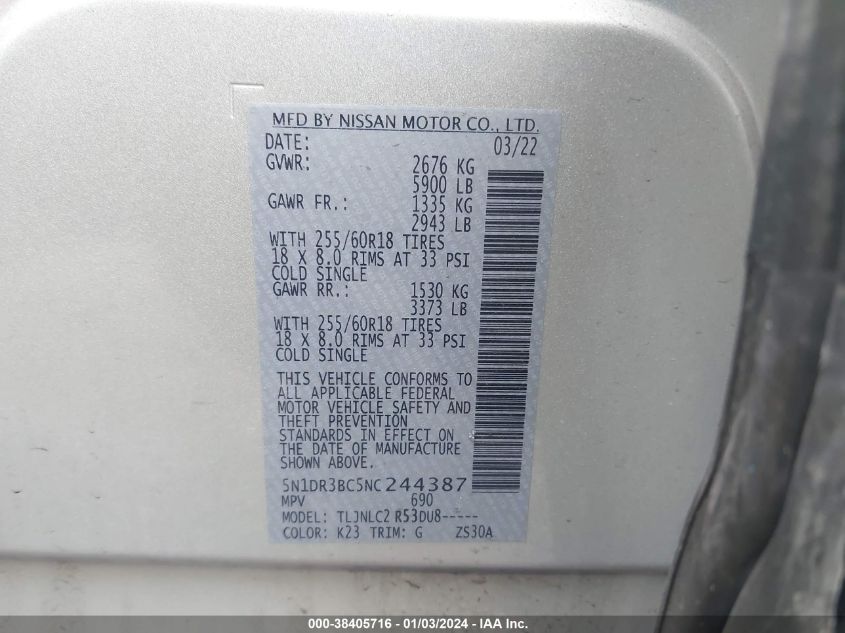 MFD BY NISSAN MOTOR CO., LTD.
DATE: 03/22
GVWR: 2676 KG
5900 LB
GAWR FR.: 1335 KG
2943 LB
WITH 255/60R18 TIRES
18 X 8.0 RIMS AT 33 PSI
COLD SINGLE
GAWR RR.: 1530 KG
3373 LB
WITH 255/60R18 TIRES
18 X 8.0 RIMS AT 33 PSI
COLD SINGLE
THIS VEHICLE CONFORMS TO
ALL APPLICABLE FEDERAL
MOTOR VEHICLE SAFETY AND
THEFT PREVENTION
STANDARDS IN EFFECT ON
THE DATE OF MANUFACTURE
SHOWN ABOVE.
5N1DR3BC5NC244387
MPV 690
MODEL: TLJNLC2 R53DU8-----
COLOR: K23 TRIM: G ZS30A
000-38405716 - 01/03/2024 - IAAI Inc.